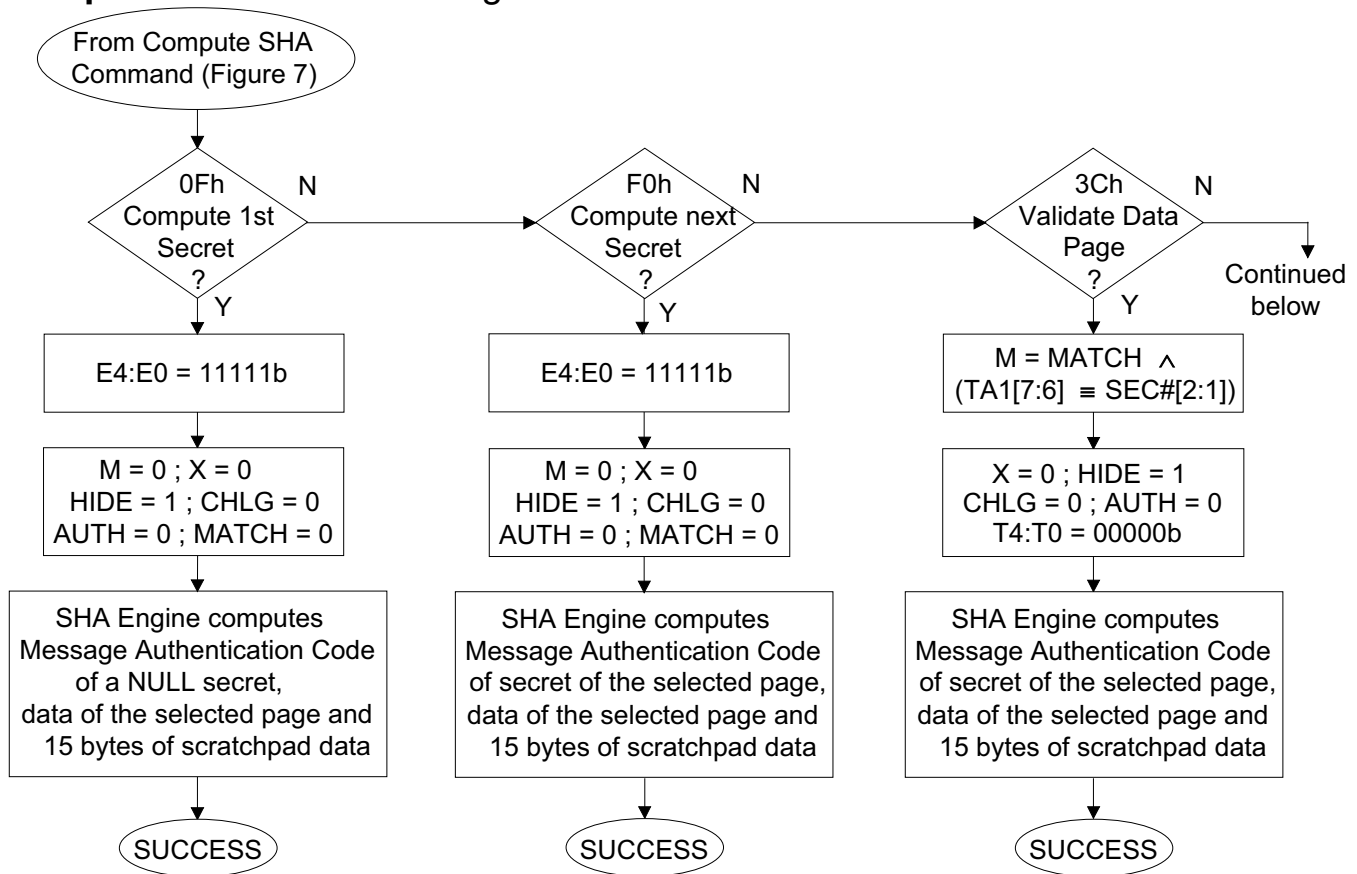 From Compute SHA
Command (Figure 7)
0Fh
Compute 1st
Secret
?
N
Y
F0h
Compute next
Secret
?
N
Y
3Ch
Validate Data
Page
?
N
Y
Continued
below
E4:E0 = 11111b
E4:E0 = 11111b
M = MATCH ∧
(TA1[7:6] ≡ SEC#[2:1])
M = 0 ; X = 0
HIDE = 1 ; CHLG = 0
AUTH = 0 ; MATCH = 0
M = 0 ; X = 0
HIDE = 1 ; CHLG = 0
AUTH = 0 ; MATCH = 0
X = 0 ; HIDE = 1
CHLG = 0 ; AUTH = 0
T4:T0 = 00000b
SHA Engine computes
Message Authentication Code
of a NULL secret,
data of the selected page and
15 bytes of scratchpad data
SHA Engine computes
Message Authentication Code
of secret of the selected page,
data of the selected page and
15 bytes of scratchpad data
SHA Engine computes
Message Authentication Code
of secret of the selected page,
data of the selected page and
15 bytes of scratchpad data
SUCCESS
SUCCESS
SUCCESS